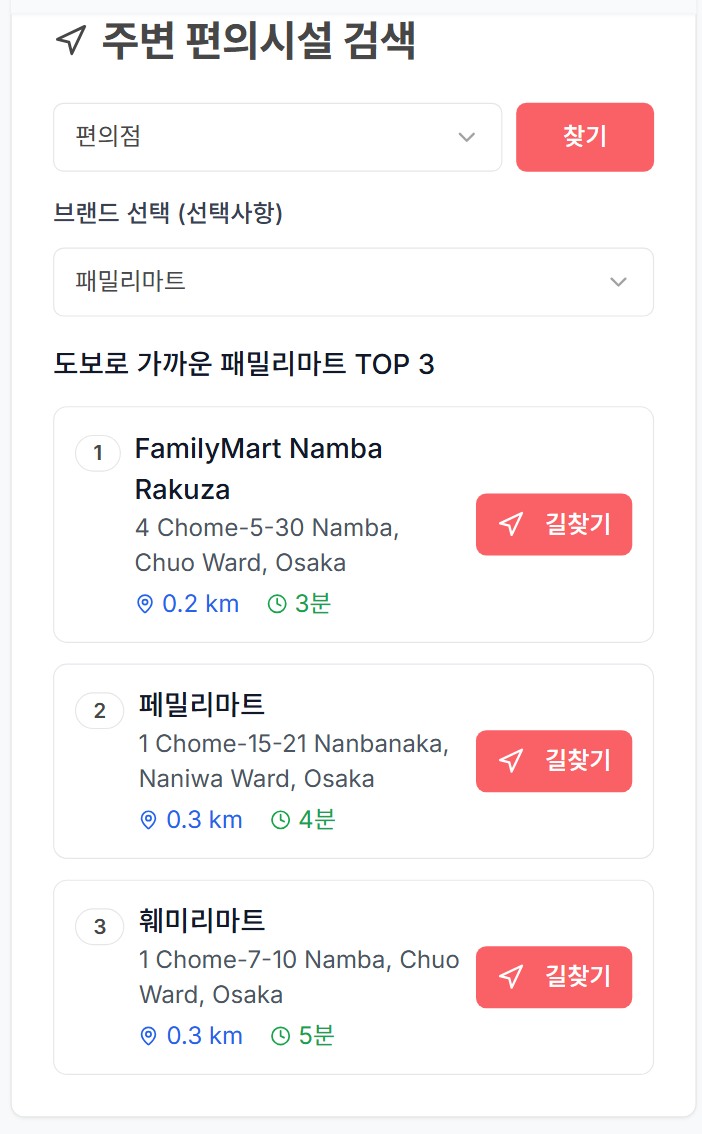 주변 편의시설 검색
편의점
찾기
브랜드 선택 (선택사항)
패밀리마트
도보로 가까운 패밀리마트 TOP 3
1
FamilyMart Namba
Rakuza
4 Chome-5-30 Namba,
Chuo Ward, Osaka
0.2 km
3분
길찾기
2
페밀리마트
1 Chome-15-21 Nanbanaka,
Naniwa Ward, Osaka
0.3 km
4분
길찾기
3
훼미리마트
1 Chome-7-10 Namba, Chuo
Ward, Osaka
0.3 km
5분
길찾기